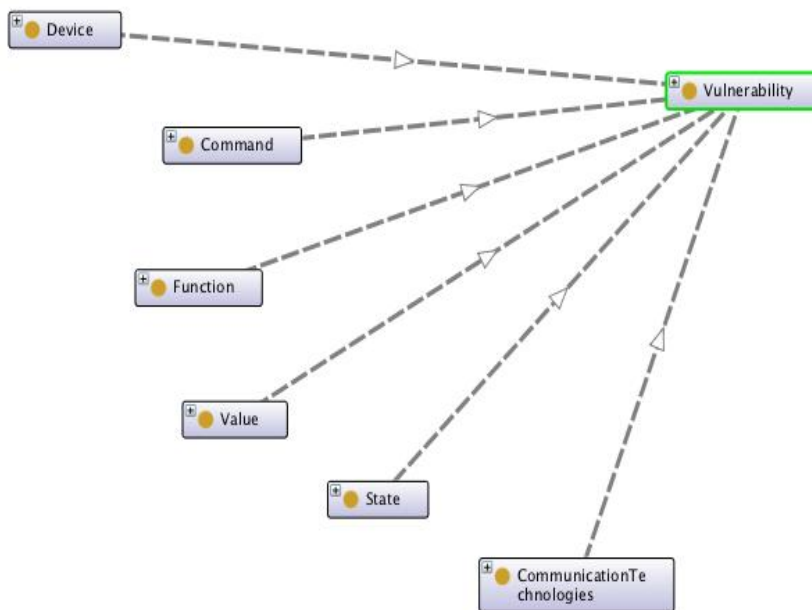 Device
Vulnerability
Command
Function
Value
State
CommunicationTe
chnologies